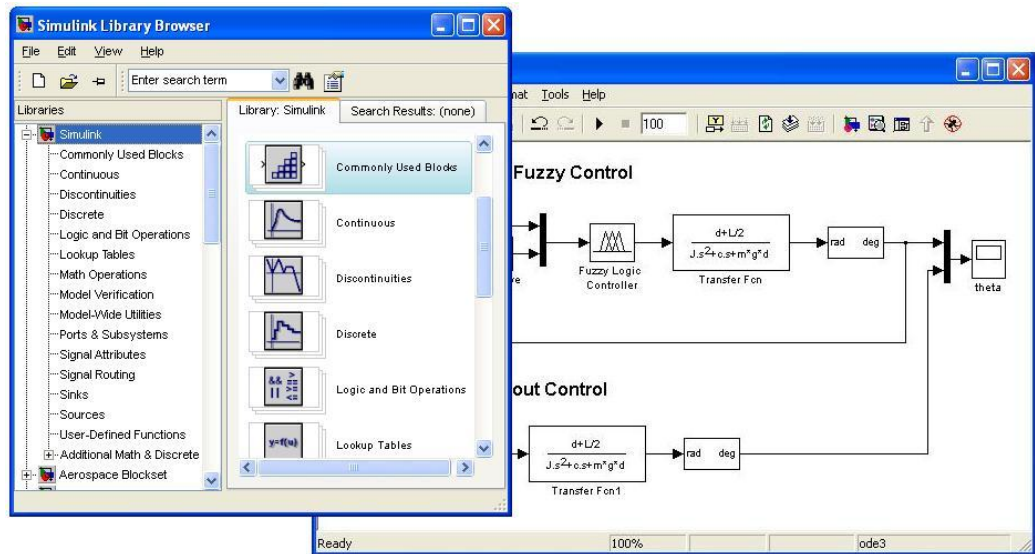 Simulink Library Browser
File Edit View Help
Enter search term
Libraries
Library: Simulink
Search Results: (none)
Simulink
Commonly Used Blocks
Continuous
Discontinuities
Discrete
Logic and Bit Operations
Lookup Tables
Math Operations
Model Verification
Model-Wide Utilities
Ports & Subsystems
Signal Attributes
Signal Routing
Sinks
Sources
User-Defined Functions
Additional Math & Discrete
Aerospace Blockset
Commonly Used Blocks
Continuous
Discontinuities
Discrete
&& || > == <=
Logic and Bit Operations
y=f(u)
Lookup Tables
Tools Help
100
Fuzzy Control
Fuzzy Logic
Controller
d+L/2
J.s²+c.s+m*g*d
Transfer Fcn
rad deg
theta
out Control
d+L/2
J.s²+c.s+m*g*d
Transfer Fcn1
rad deg
Ready 100% ode3